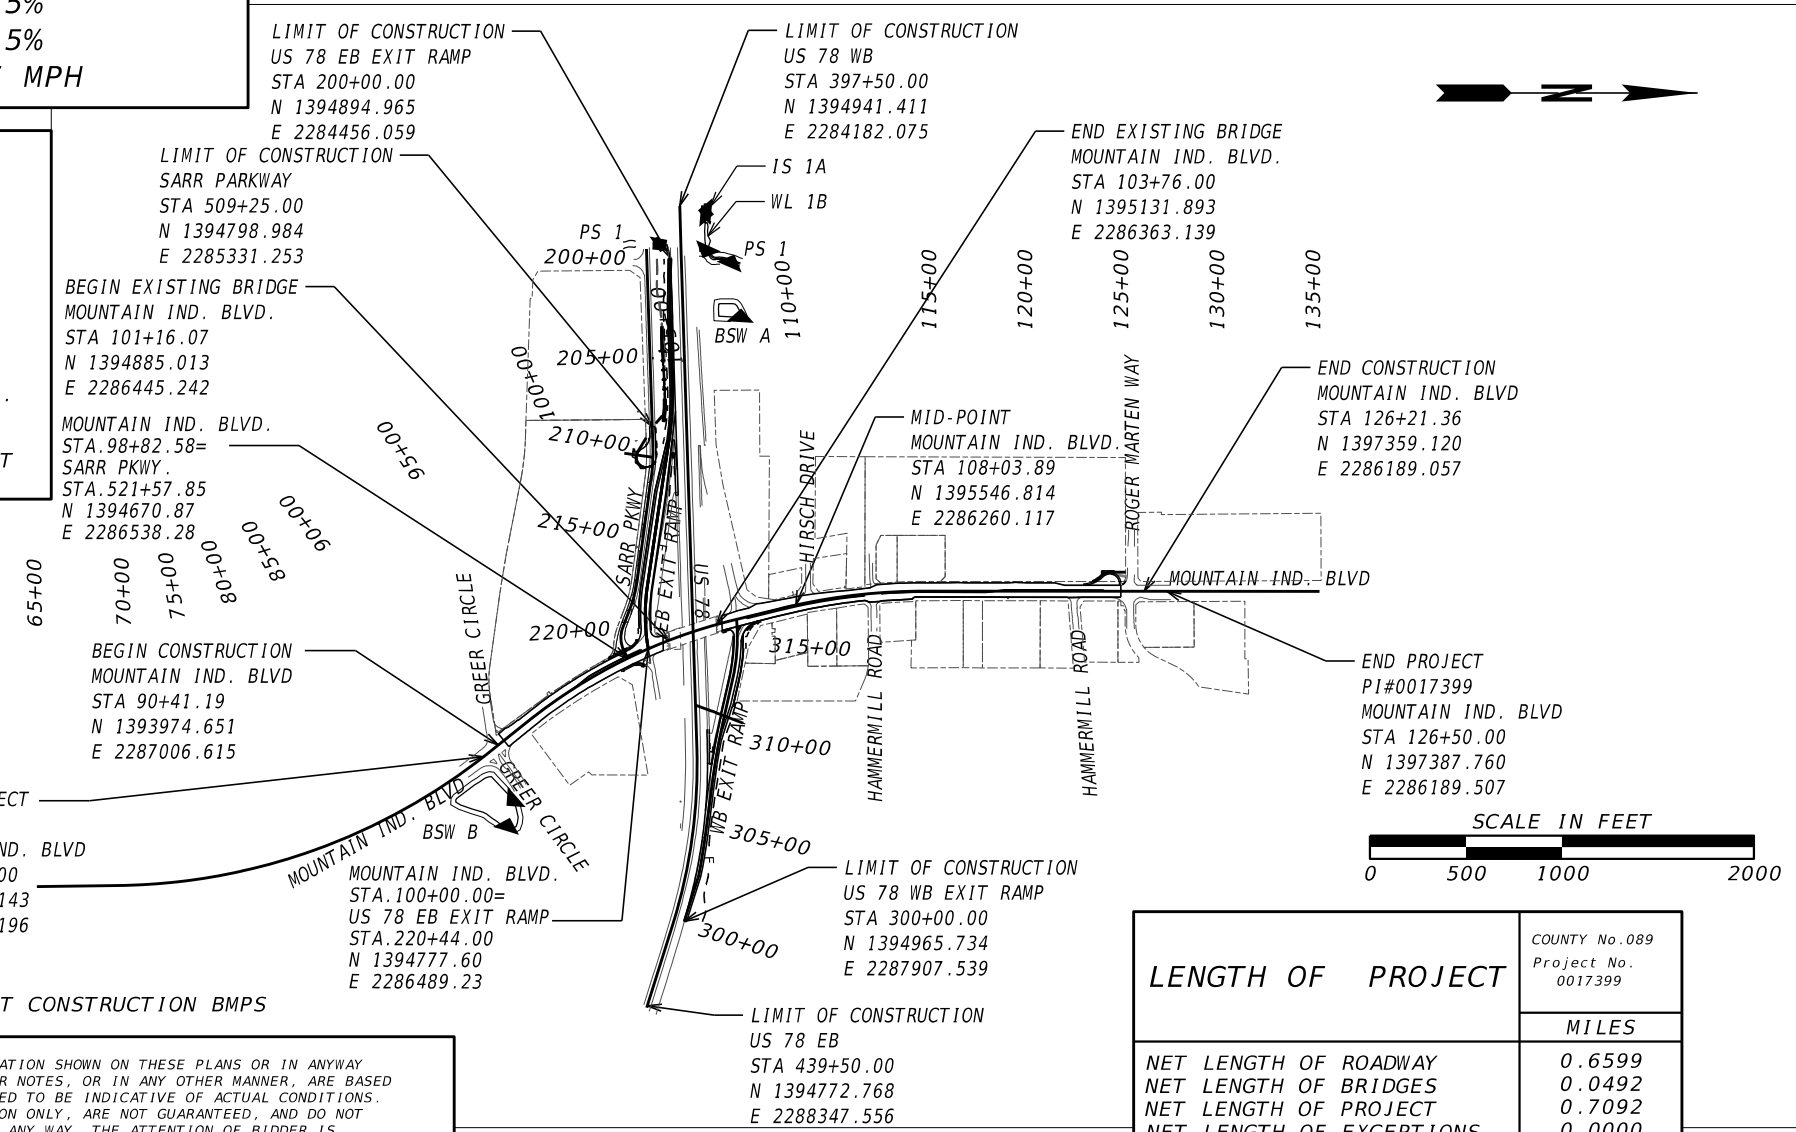 5%
5%
MPH
LIMIT OF CONSTRUCTION
US 78 EB EXIT RAMP
STA 200+00.00
N 1394894.965
E 2284456.059
LIMIT OF CONSTRUCTION
US 78 WB
STA 397+50.00
N 1394941.411
E 2284182.075
LIMIT OF CONSTRUCTION
SARR PARKWAY
STA 509+25.00
N 1394798.984
E 2285331.253
IS 1A
WL 1B
PS 1
PS 1
BSW A
END EXISTING BRIDGE
MOUNTAIN IND. BLVD.
STA 103+76.00
N 1395131.893
E 2286363.139
N
BEGIN EXISTING BRIDGE
MOUNTAIN IND. BLVD.
STA 101+16.07
N 1394885.013
E 2286445.242
MOUNTAIN IND. BLVD.
STA.98+82.58=
SARR PKWY.
STA.521+57.85
N 1394670.87
E 2286538.28
200+00
205+00
210+00
215+00
220+00
65+00
70+00
75+00
80+00
85+00
90+00
95+00
100+00
110+00
115+00
120+00
125+00
130+00
135+00
MID-POINT
MOUNTAIN IND. BLVD.
STA 108+03.89
N 1395546.814
E 2286260.117
END CONSTRUCTION
MOUNTAIN IND. BLVD
STA 126+21.36
N 1397359.120
E 2286189.057
SARR PKWY
EB EXIT RAMP
US 78
HIRSCH DRIVE
ROGER MARTEN WAY
MOUNTAIN IND. BLVD
GREER CIRCLE
BEGIN CONSTRUCTION
MOUNTAIN IND. BLVD
STA 90+41.19
N 1393974.651
E 2287006.615
315+00
310+00
305+00
300+00
WB EXIT RAMP
HAMMERMILL ROAD
HAMMERMILL ROAD
END PROJECT
PI#0017399
MOUNTAIN IND. BLVD
STA 126+50.00
N 1397387.760
E 2286189.507
GREER CIRCLE
MOUNTAIN IND. BLVD
BSW B
ECT
ND. BLVD
00
143
196
MOUNTAIN IND. BLVD.
STA.100+00.00=
US 78 EB EXIT RAMP
STA.220+44.00
N 1394777.60
E 2286489.23
LIMIT OF CONSTRUCTION
US 78 WB EXIT RAMP
STA 300+00.00
N 1394965.734
E 2287907.539
LIMIT OF CONSTRUCTION
US 78 EB
STA 439+50.00
N 1394772.768
E 2288347.556
SCALE IN FEET
0 500 1000 2000
T CONSTRUCTION BMPS
ATION SHOWN ON THESE PLANS OR IN ANYWAY
R NOTES, OR IN ANY OTHER MANNER, ARE BASED
ED TO BE INDICATIVE OF ACTUAL CONDITIONS.
ON ONLY, ARE NOT GUARANTEED, AND DO NOT
ANY WAY. THE ATTENTION OF BIDDER IS
LENGTH OF PROJECT
COUNTY No.089
Project No.
0017399
MILES
NET LENGTH OF ROADWAY 0.6599
NET LENGTH OF BRIDGES 0.0492
NET LENGTH OF PROJECT 0.7092
NET LENGTH OF EXCEPTIONS 0.0000